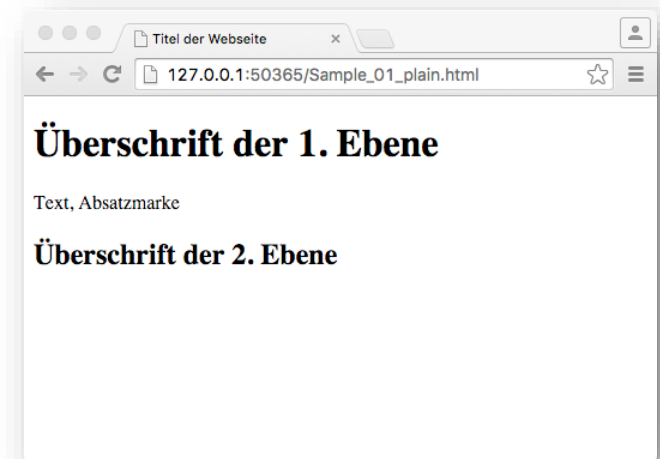 Titel der Webseite
127.0.0.1:50365/Sample_01_plain.html
Überschrift der 1. Ebene
Text, Absatzmarke
Überschrift der 2. Ebene